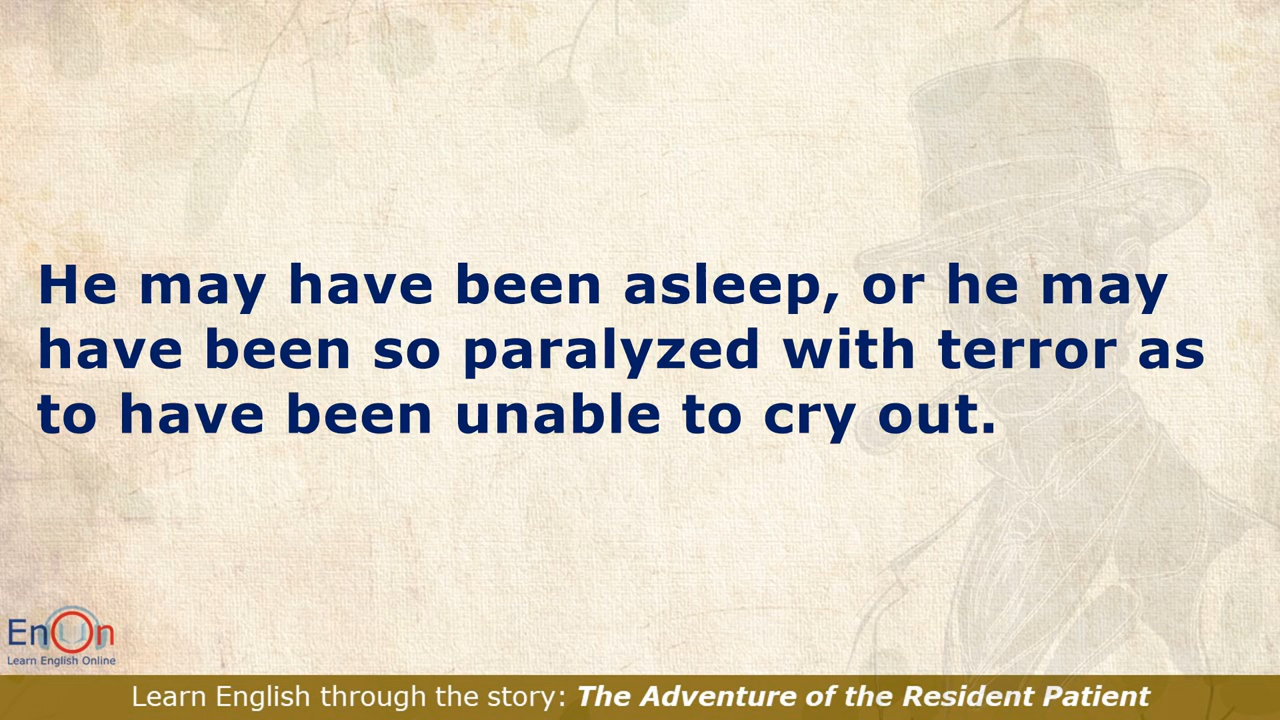 He may have been asleep, or he may
have been so paralyzed with terror as
to have been unable to cry out.
EnOn
Learn English Online
Learn English through the story: The Adventure of the Resident Patient